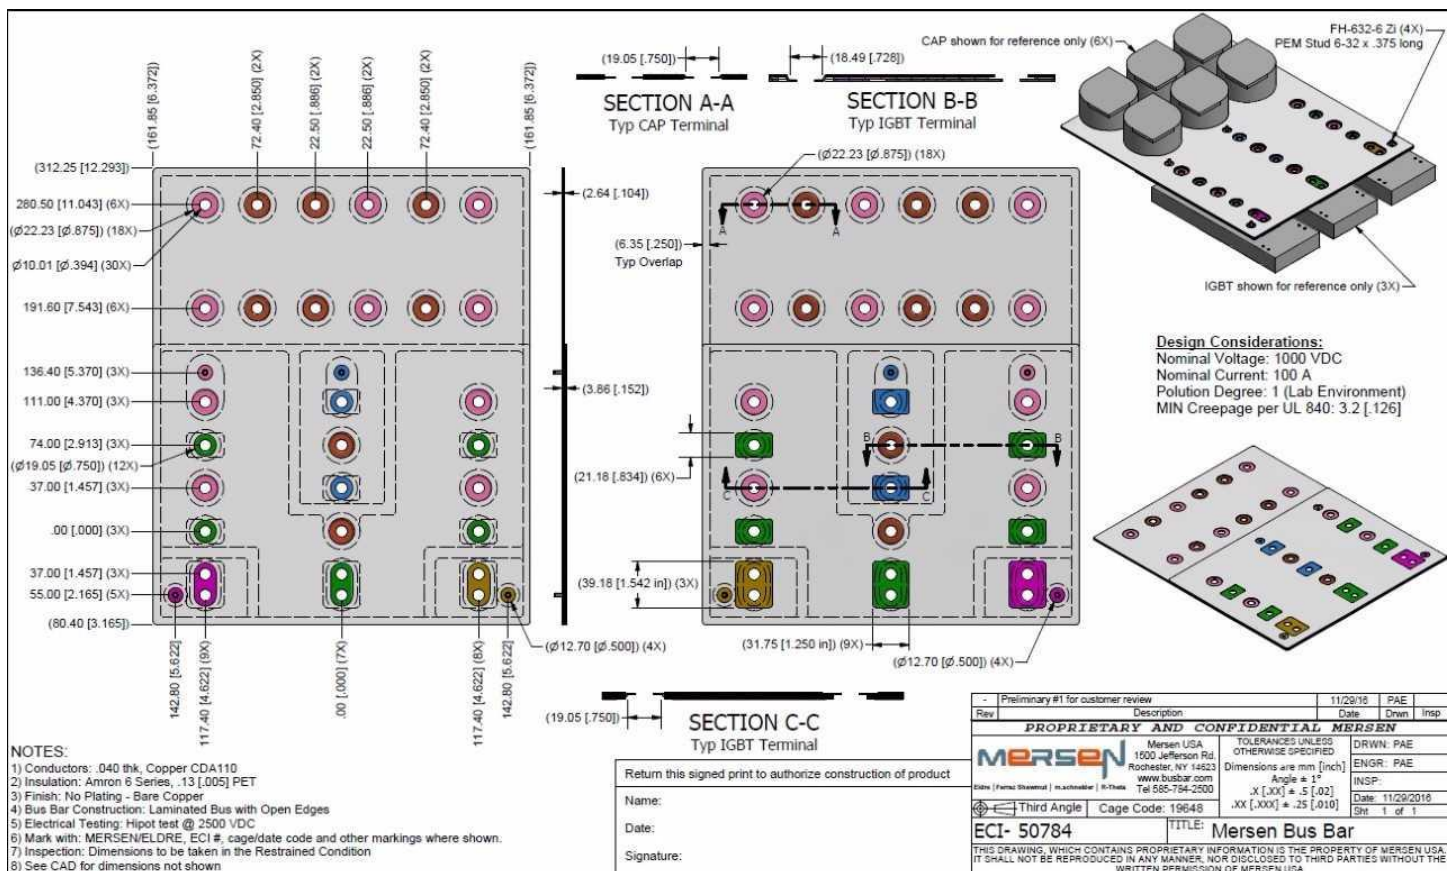 (161.85 [6.372])
72.40 [2.850] (2X)
22.50 [.886] (2X)
22.50 [.886] (2X)
72.40 [2.850] (2X)
(161.85 [6.372])
(312.25 [12.293])
280.50 [11.043] (6X)
(Ø22.23 [Ø.875]) (18X)
Ø10.01 [Ø.394] (30X)
191.60 [7.543] (6X)
136.40 [5.370] (3X)
111.00 [4.370] (3X)
74.00 [2.913] (3X)
(Ø19.05 [Ø.750]) (12X)
37.00 [1.457] (3X)
.00 [.000] (3X)
37.00 [1.457] (3X)
55.00 [2.165] (5X)
(80.40 [3.165])
142.80 [5.622]
117.40 [4.622] (9X)
.00 [.000] (7X)
117.40 [4.622] (8X)
142.80 [5.622]
(Ø12.70 [Ø.500]) (4X)
(19.05 [.750])
SECTION A-A
Typ CAP Terminal
(18.49 [.728])
SECTION B-B
Typ IGBT Terminal
(2.64 [.104])
(3.86 [.152])
(Ø22.23 [Ø.875]) (18X)
(6.35 [.250])
Typ Overlap
A
A
B
B
C
C
(21.18 [.834]) (6X)
(39.18 [1.542 in]) (3X)
(31.75 [1.250 in]) (9X)
(Ø12.70 [Ø.500]) (4X)
(19.05 [.750])
SECTION C-C
Typ IGBT Terminal
CAP shown for reference only (6X)
FH-632-6 Zi (4X)
PEM Stud 6-32 x .375 long
IGBT shown for reference only (3X)
Design Considerations:
Nominal Voltage: 1000 VDC
Nominal Current: 100 A
Polution Degree: 1 (Lab Environment)
MIN Creepage per UL 840: 3.2 [.126]
NOTES:
1) Conductors: .040 thk, Copper CDA110
2) Insulation: Amron 6 Series, .13 [.005] PET
3) Finish: No Plating - Bare Copper
4) Bus Bar Construction: Laminated Bus with Open Edges
5) Electrical Testing: Hipot test @ 2500 VDC
6) Mark with: MERSEN/ELDRE, ECI #, cage/date code and other markings where shown.
7) Inspection: Dimensions to be taken in the Restrained Condition
8) See CAD for dimensions not shown
Return this signed print to authorize construction of product
Name:
Date:
Signature:
- Preliminary #1 for customer review 11/29/16 PAE
Rev Description Date Drwn Insp
PROPRIETARY AND CONFIDENTIAL MERSEN
MERSEN
Eldre | Ferraz Shawmut | m.schneider | R-Theta
Mersen USA
1500 Jefferson Rd.
Rochester, NY 14623
www.busbar.com
Tel 585-784-2500
TOLERANCES UNLESS
OTHERWISE SPECIFIED
Dimensions are mm [inch]
Angle ± 1°
.X [.XX] ± .5 [.02]
.XX [.XXX] ± .25 [.010]
DRWN: PAE
ENGR: PAE
INSP:
Date: 11/29/2016
Sht 1 of 1
Third Angle
Cage Code: 19648
ECI- 50784
TITLE: Mersen Bus Bar
THIS DRAWING, WHICH CONTAINS PROPRIETARY INFORMATION IS THE PROPERTY OF MERSEN USA.
IT SHALL NOT BE REPRODUCED IN ANY MANNER, NOR DISCLOSED TO THIRD PARTIES WITHOUT THE
WRITTEN PERMISSION OF MERSEN USA